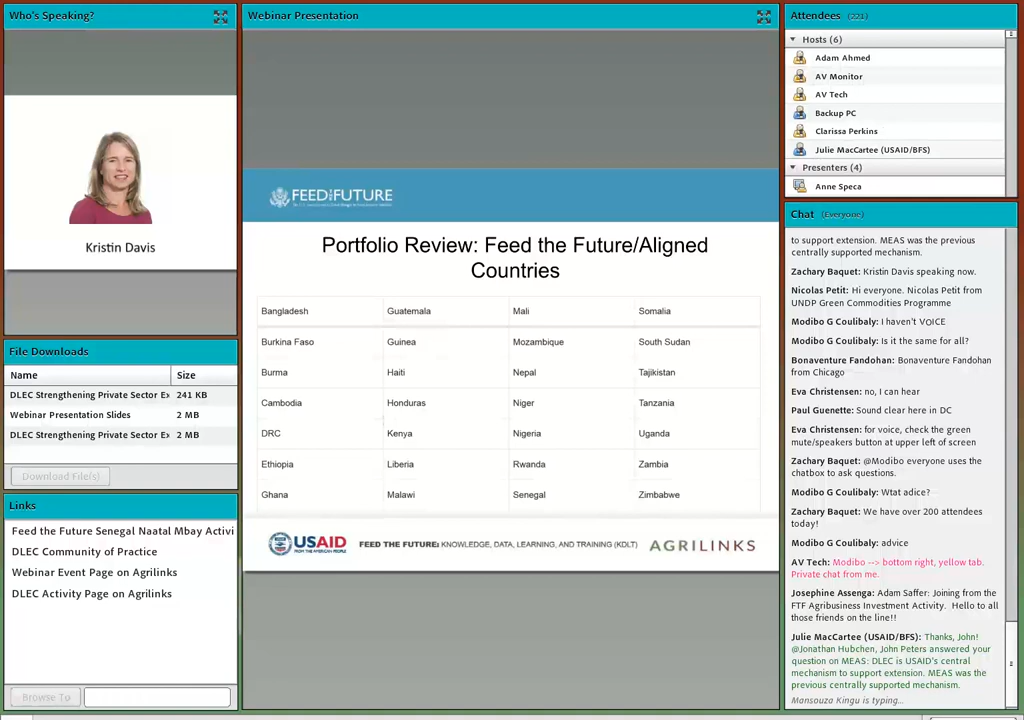 Who's Speaking?
Kristin Davis
File Downloads
Name Size
DLEC Strengthening Private Sector Ex 241 KB
Webinar Presentation Slides 2 MB
DLEC Strengthening Private Sector Ex 2 MB
Download File(s)
Links
Feed the Future Senegal Naatal Mbay Activi
DLEC Community of Practice
Webinar Event Page on Agrilinks
DLEC Activity Page on Agrilinks
Browse To
Webinar Presentation
FEED THE FUTURE
Portfolio Review: Feed the Future/Aligned
Countries
Bangladesh Guatemala Mali Somalia
Burkina Faso Guinea Mozambique South Sudan
Burma Haiti Nepal Tajikistan
Cambodia Honduras Niger Tanzania
DRC Kenya Nigeria Uganda
Ethiopia Liberia Rwanda Zambia
Ghana Malawi Senegal Zimbabwe
USAID
FROM THE AMERICAN PEOPLE
FEED THE FUTURE: KNOWLEDGE, DATA, LEARNING, AND TRAINING (KDLT)
AGRILINKS
Attendees (221)
Hosts (6)
Adam Ahmed
AV Monitor
AV Tech
Backup PC
Clarissa Perkins
Julie MacCartee (USAID/BFS)
Presenters (4)
Anne Speca
Chat (Everyone)
to support extension. MEAS was the previous
centrally supported mechanism.
Zachary Baquet: Kristin Davis speaking now.
Nicolas Petit: Hi everyone. Nicolas Petit from
UNDP Green Commodities Programme
Modibo G Coulibaly: I haven't VOICE
Modibo G Coulibaly: Is it the same for all?
Bonaventure Fandohan: Bonaventure Fandohan
from Chicago
Eva Christensen: no, I can hear
Paul Guenette: Sound clear here in DC
Eva Christensen: for voice, check the green
mute/speakers button at upper left of screen
Zachary Baquet: @Modibo everyone uses the
chatbox to ask questions.
Modibo G Coulibaly: Wtat adice?
Zachary Baquet: We have over 200 attendees
today!
Modibo G Coulibaly: advice
AV Tech: Modibo --> bottom right, yellow tab.
Private chat from me.
Josephine Assenga: Adam Saffer: Joining from the
FTF Agribusiness Investment Activity. Hello to all
those friends on the line!!
Julie MacCartee (USAID/BFS): Thanks, John!
@Jonathan Hubchen, John Peters answered your
question on MEAS: DLEC is USAID's central
mechanism to support extension. MEAS was the
previous centrally supported mechanism.
Mansouza Kingu is typing...